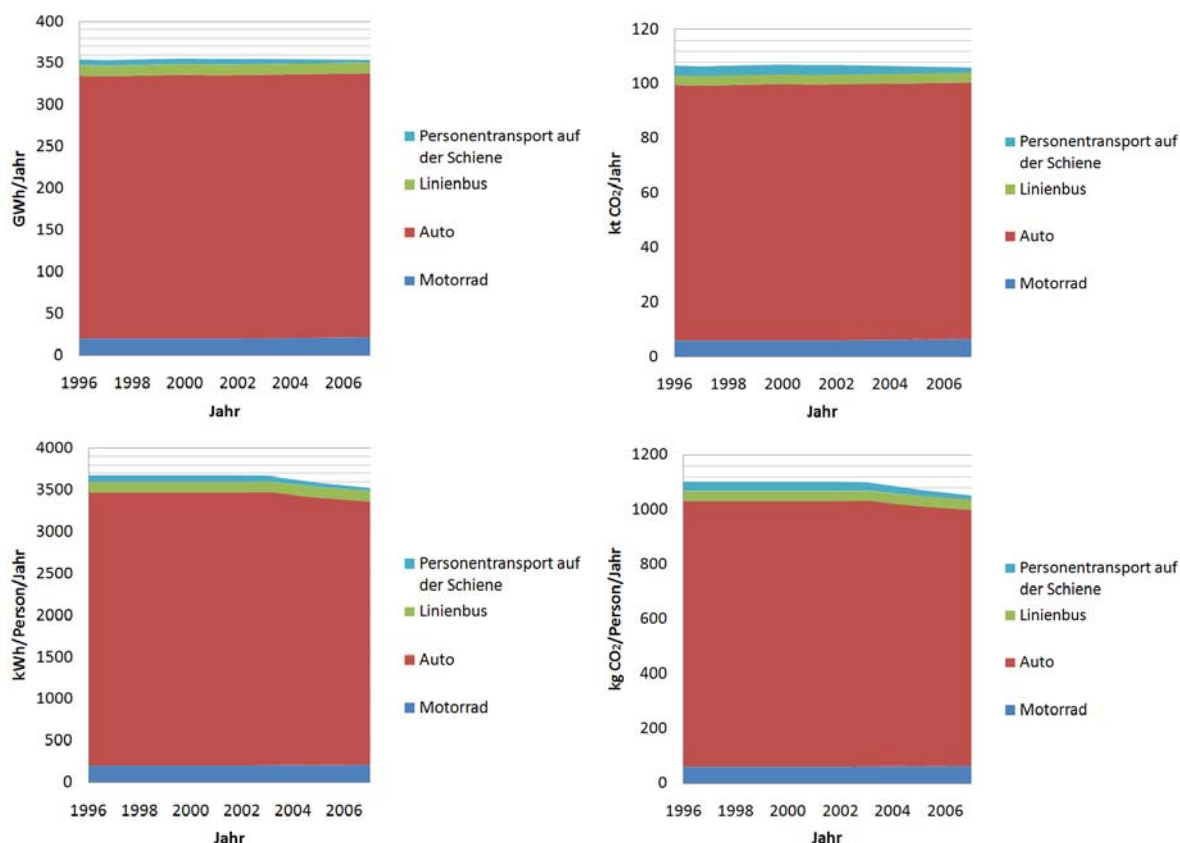 400
350
300
250
200
150
100
50
0
GWh/Jahr
1996 1998 2000 2002 2004 2006
Jahr
Personentransport auf
der Schiene
Linienbus
Auto
Motorrad
120
100
80
60
40
20
0
kt CO₂/Jahr
1996 1998 2000 2002 2004 2006
Jahr
Personentransport auf
der Schiene
Linienbus
Auto
Motorrad
4000
3500
3000
2500
2000
1500
1000
500
0
kWh/Person/Jahr
1996 1998 2000 2002 2004 2006
Jahr
Personentransport auf
der Schiene
Linienbus
Auto
Motorrad
1200
1000
800
600
400
200
0
kg CO₂/Person/Jahr
1996 1998 2000 2002 2004 2006
Jahr
Personentransport auf
der Schiene
Linienbus
Auto
Motorrad